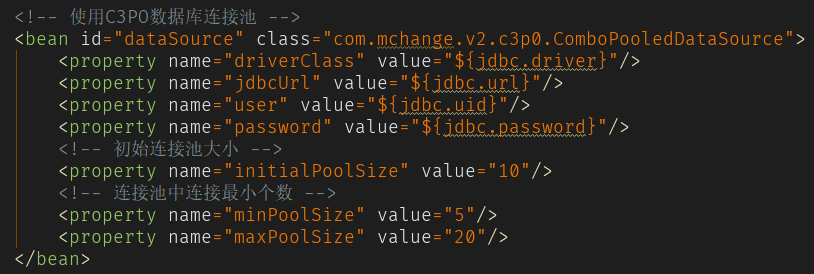 <!-- 使用C3P0数据库连接池 -->
<bean id="dataSource" class="com.mchange.v2.c3p0.ComboPooledDataSource">
    <property name="driverClass" value="${jdbc.driver}"/>
    <property name="jdbcUrl" value="${jdbc.url}"/>
    <property name="user" value="${jdbc.uid}"/>
    <property name="password" value="${jdbc.password}"/>
    <!-- 初始连接池大小 -->
    <property name="initialPoolSize" value="10"/>
    <!-- 连接池中连接最小个数 -->
    <property name="minPoolSize" value="5"/>
    <property name="maxPoolSize" value="20"/>
</bean>